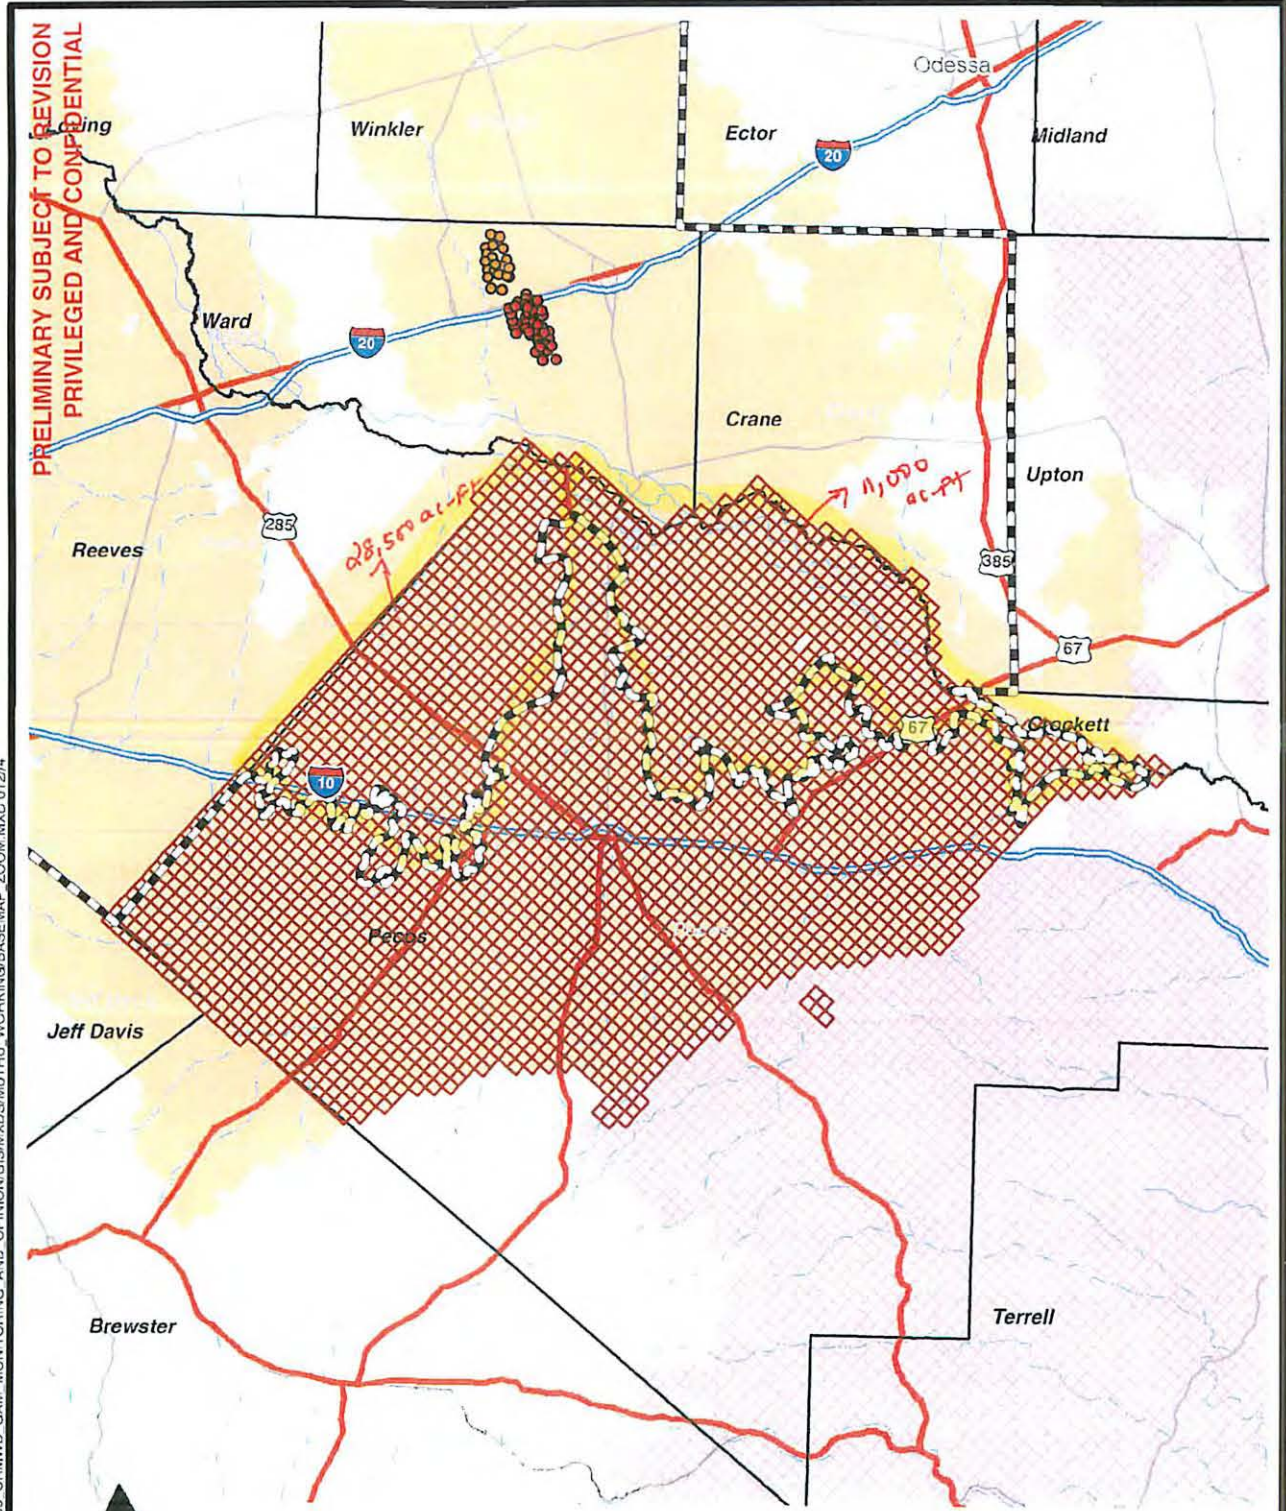 PRELIMINARY SUBJECT TO REVISION
PRIVILEGED AND CONFIDENTIAL
Odessa
Winkler
Ector
Midland
20
Ward
20
Crane
Upton
11,000
ac-ft
28,500 ac-ft
285
Reeves
385
67
67
Crockett
10
Pecos
Jeff Davis
Brewster
Terrell